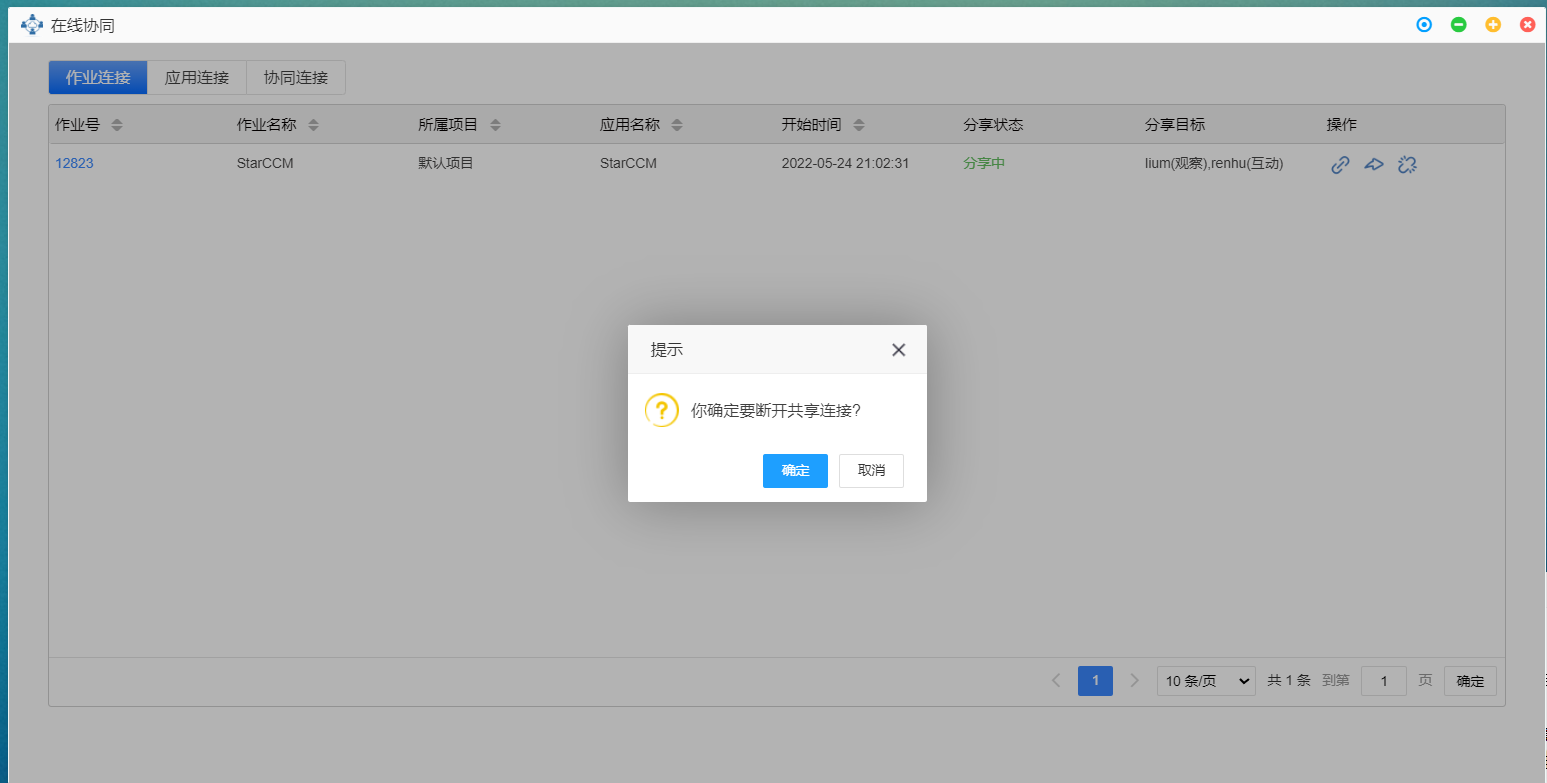 在线协同
作业连接 应用连接 协同连接
作业号 作业名称 所属项目 应用名称 开始时间 分享状态 分享目标 操作
12823 StarCCM 默认项目 StarCCM 2022-05-24 21:02:31 分享中 lium(观察),renhu(互动)
提示
你确定要断开共享连接?
确定 取消
1 10 条/页 共 1 条 到第 1 页 确定